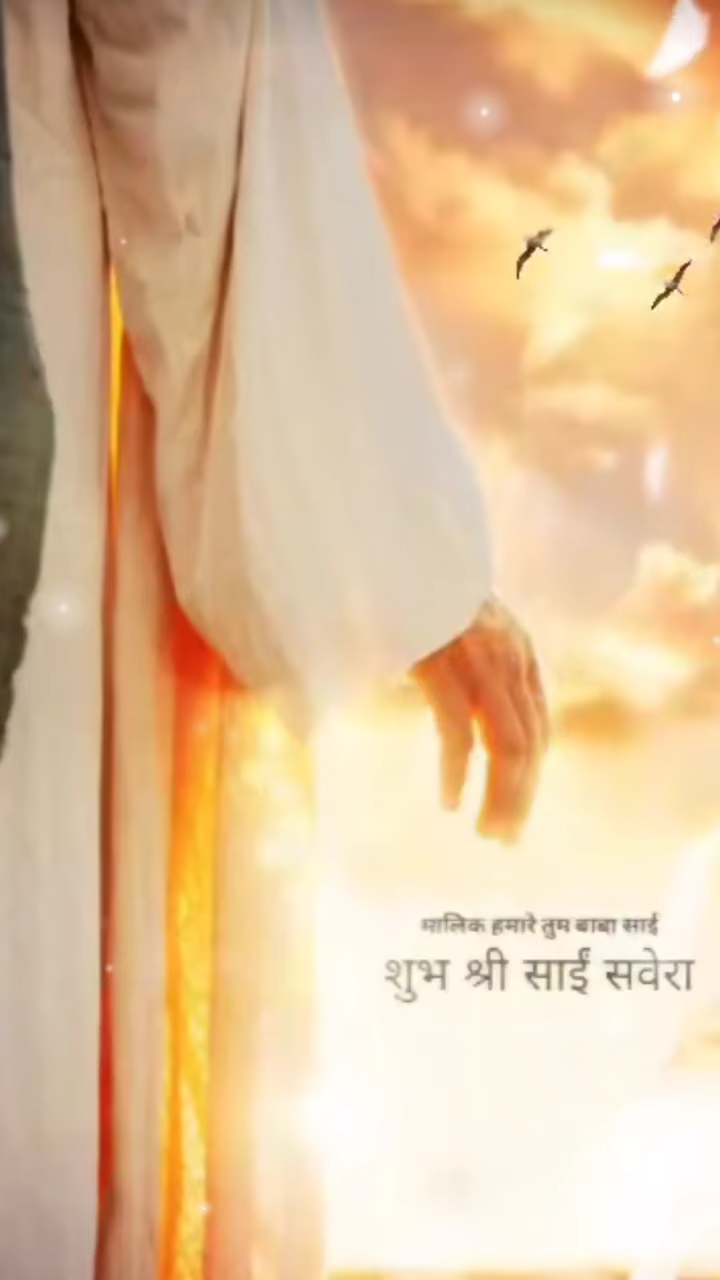 मालिक हमारे तुम बाबा साई
शुभ श्री साईं सवेरा